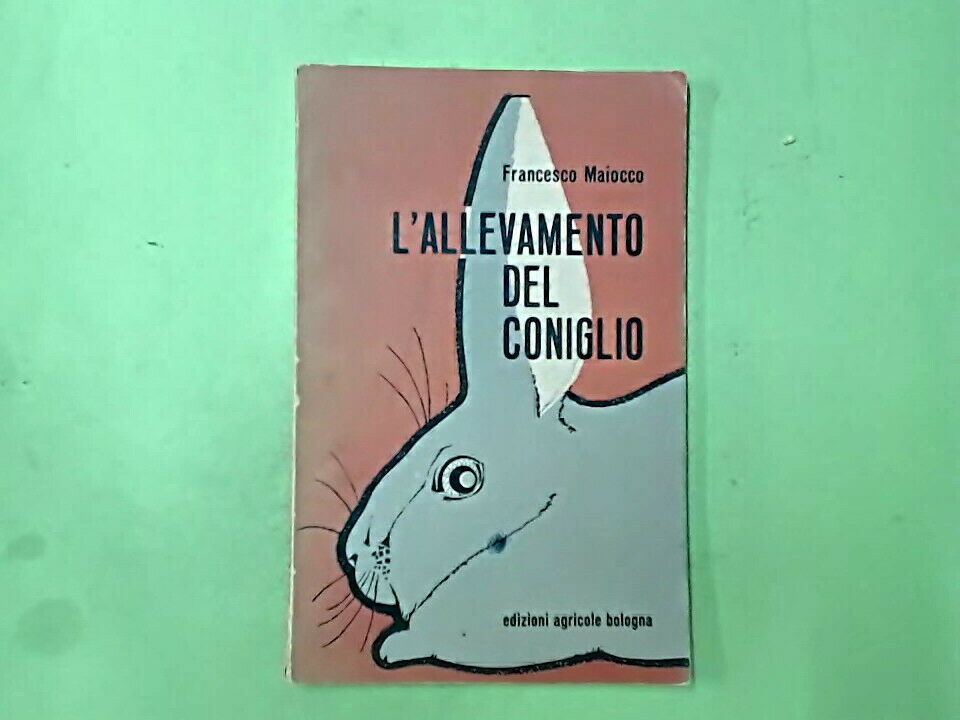 Francesco Maiocco
L'ALLEVAMENTO
DEL
CONIGLIO
edizioni agricole bologna